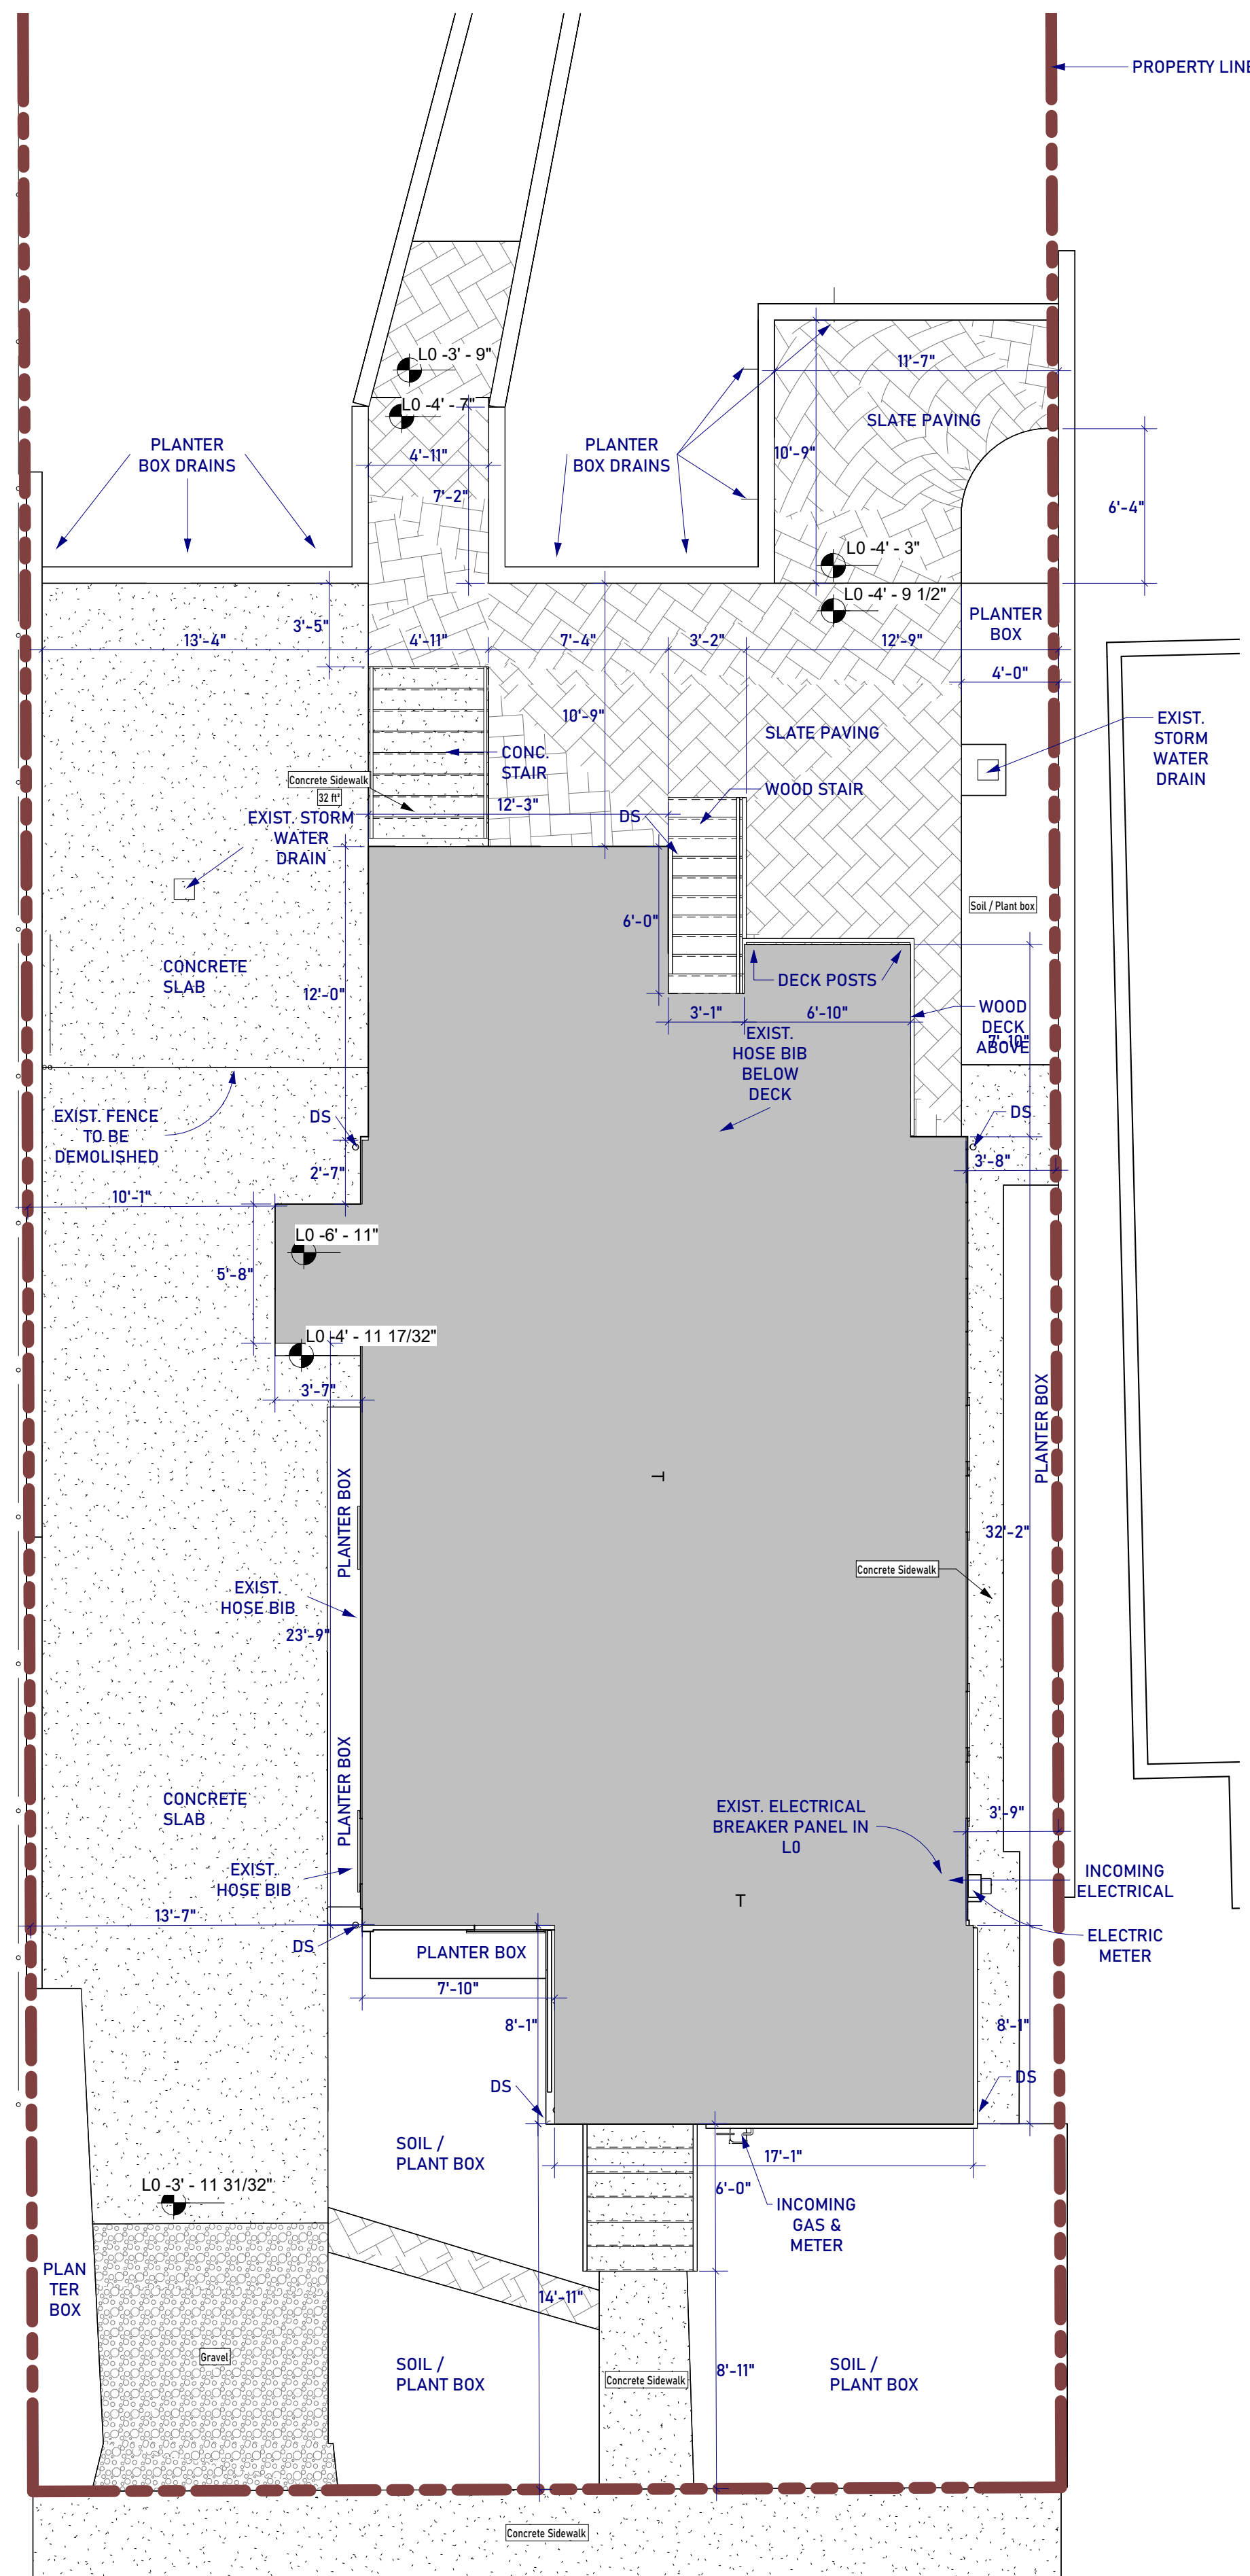 PROPERTY LINE
L0 -3' - 9"
11'-7"
L0 -4' - 7"
SLATE PAVING
PLANTER
BOX DRAINS
4'-11"
PLANTER
BOX DRAINS
10'-9"
7'-2"
6'-4"
L0 -4' - 3"
L0 -4' - 9 1/2"
PLANTER
BOX
3'-5"
13'-4"
4'-11"
7'-4"
3'-2"
12'-9"
4'-0"
10'-9"
EXIST.
STORM
WATER
DRAIN
SLATE PAVING
CONC.
STAIR
Concrete Sidewalk
32 ft²
WOOD STAIR
12'-3"
DS
EXIST. STORM
WATER
DRAIN
Soil / Plant box
6'-0"
CONCRETE
SLAB
DECK POSTS
12'-0"
3'-1"
6'-10"
WOOD
DECK
ABOVE
7'-10"
EXIST.
HOSE BIB
BELOW
DECK
EXIST. FENCE
TO BE
DEMOLISHED
DS
DS
3'-8"
2'-7"
10'-1"
L0 -6' - 11"
5'-8"
L0 -4' - 11 17/32"
3'-7"
PLANTER BOX
PLANTER BOX
T
32'-2"
Concrete Sidewalk
EXIST.
HOSE BIB
23'-9"
PLANTER BOX
CONCRETE
SLAB
EXIST. ELECTRICAL
BREAKER PANEL IN
L0
3'-9"
EXIST.
HOSE BIB
INCOMING
ELECTRICAL
T
13'-7"
DS
PLANTER BOX
ELECTRIC
METER
7'-10"
8'-1"
8'-1"
DS
DS
SOIL /
PLANT BOX
17'-1"
6'-0"
L0 -3' - 11 31/32"
INCOMING
GAS &
METER
PLAN
TER
BOX
14'-11"
Gravel
SOIL /
PLANT BOX
Concrete Sidewalk
8'-11"
SOIL /
PLANT BOX
Concrete Sidewalk